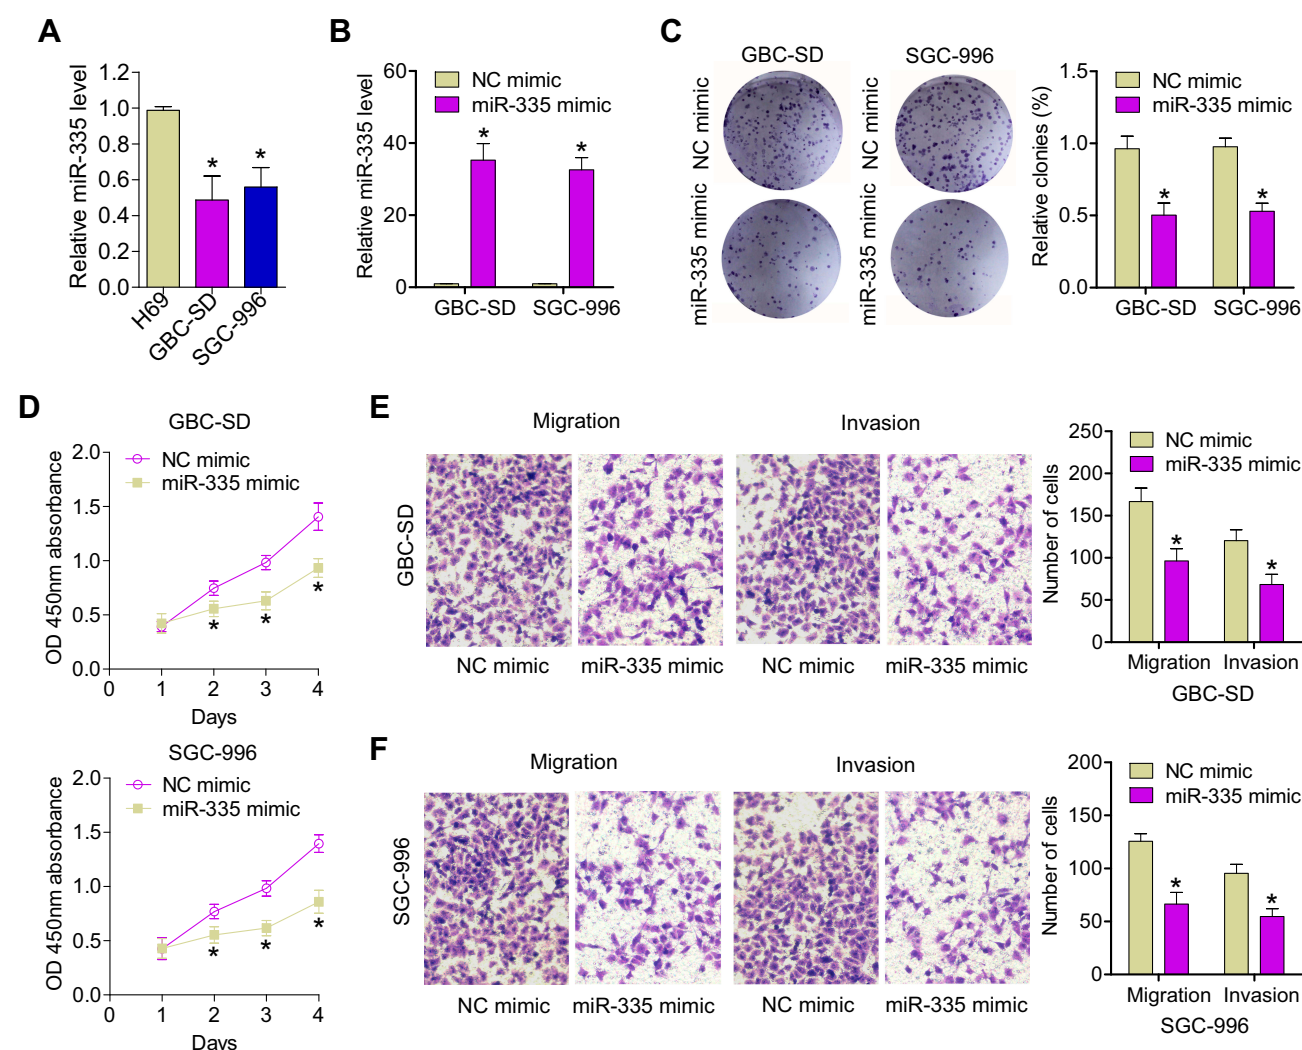 A
Relative miR-335 level
1.2
1.0
0.8
0.6
0.4
0.2
0.0
*
*
H69
GBC-SD
SGC-996
B
Relative miR-335 level
60
40
20
0
NC mimic
miR-335 mimic
*
*
GBC-SD
SGC-996
C
GBC-SD
SGC-996
NC mimic
NC mimic
miR-335 mimic
miR-335 mimic
Relative clonies (%)
1.5
1.0
0.5
0.0
NC mimic
miR-335 mimic
*
*
GBC-SD
SGC-996
D
GBC-SD
OD 450nm absorbance
2.0
1.5
1.0
0.5
0.0
NC mimic
miR-335 mimic
*
*
*
0 1 2 3 4
Days
SGC-996
OD 450nm absorbance
2.0
1.5
1.0
0.5
0.0
NC mimic
miR-335 mimic
*
*
*
0 1 2 3 4
Days
E
Migration
Invasion
GBC-SD
NC mimic
miR-335 mimic
NC mimic
miR-335 mimic
Number of cells
250
200
150
100
50
0
NC mimic
miR-335 mimic
*
*
Migration
Invasion
GBC-SD
F
Migration
Invasion
SGC-996
NC mimic
miR-335 mimic
NC mimic
miR-335 mimic
Number of cells
200
150
100
50
0
NC mimic
miR-335 mimic
*
*
Migration
Invasion
SGC-996